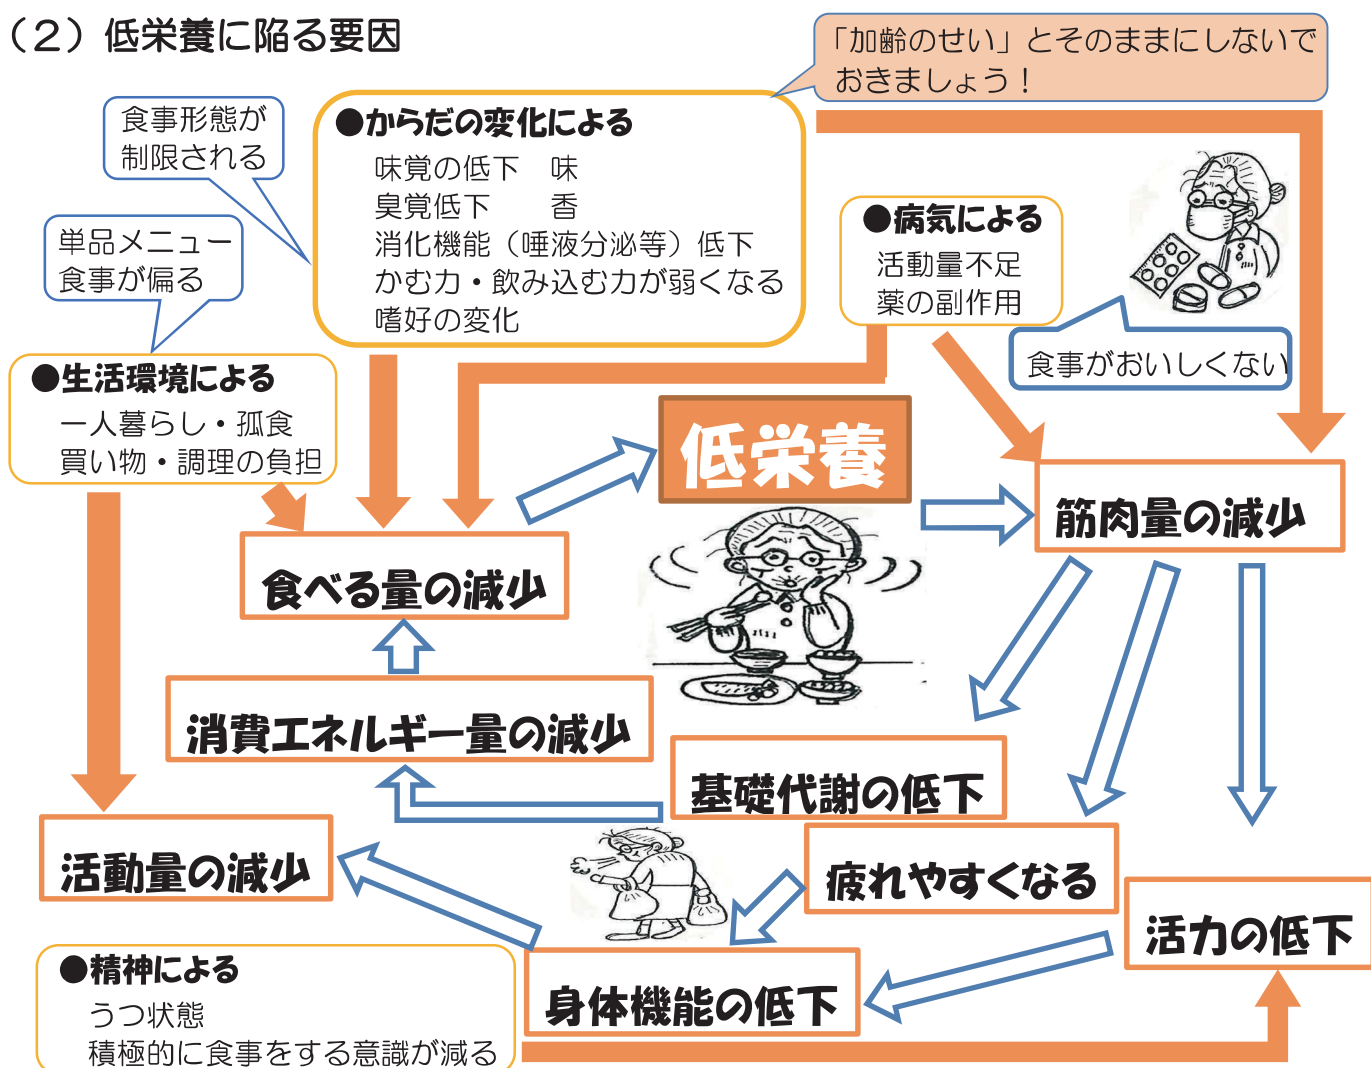 （２）低栄養に陥る要因
「加齢のせい」とそのままにしないで
おきましょう！
食事形態が
制限される
●からだの変化による
味覚の低下　味
臭覚低下　　香
消化機能（唾液分泌等）低下
かむ力・飲み込む力が弱くなる
嗜好の変化
単品メニュー
食事が偏る
●病気による
活動量不足
薬の副作用
食事がおいしくない
●生活環境による
一人暮らし・孤食
買い物・調理の負担
低栄養
筋肉量の減少
食べる量の減少
消費エネルギー量の減少
基礎代謝の低下
活動量の減少
疲れやすくなる
活力の低下
身体機能の低下
●精神による
うつ状態
積極的に食事をする意識が減る